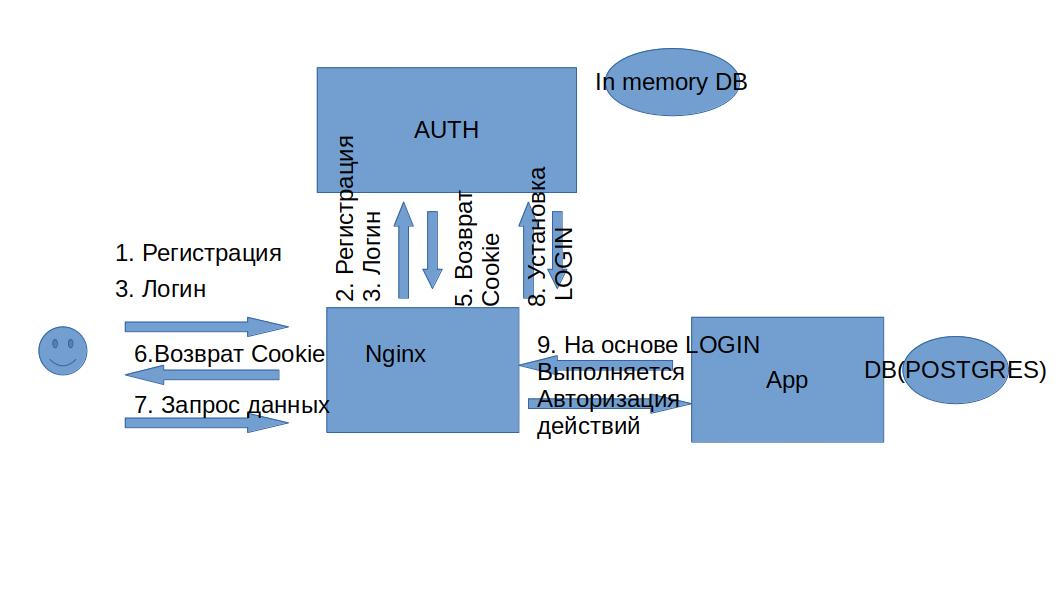 In memory DB
AUTH
2. Регистрация
3. Логин
5. Возврат
Cookie
8. Установка
LOGIN
1. Регистрация
3. Логин
6.Возврат Cookie
7. Запрос данных
Nginx
9. На основе LOGIN
Выполняется
Авторизация
действий
App
DB(POSTGRES)